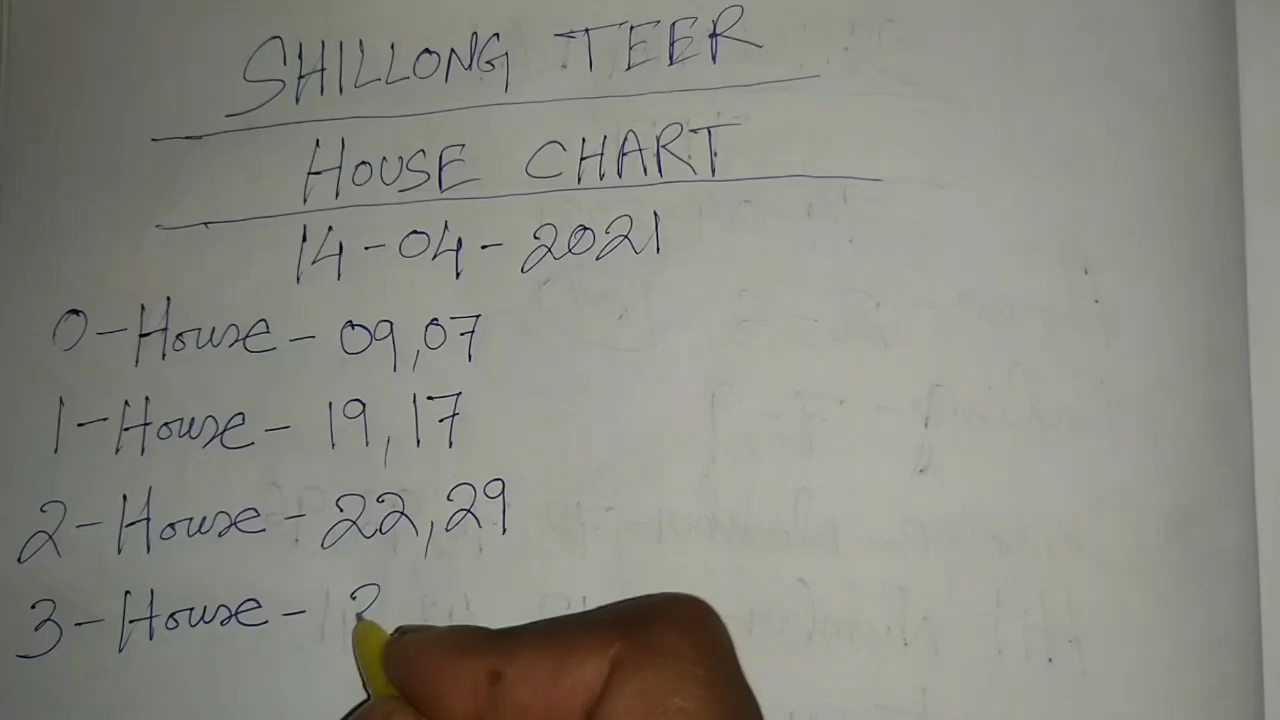 SHILLONG TEER
HOUSE CHART
14-04-2021
0-House-09,07
1-House-19,17
2-House-22,29
3-House-